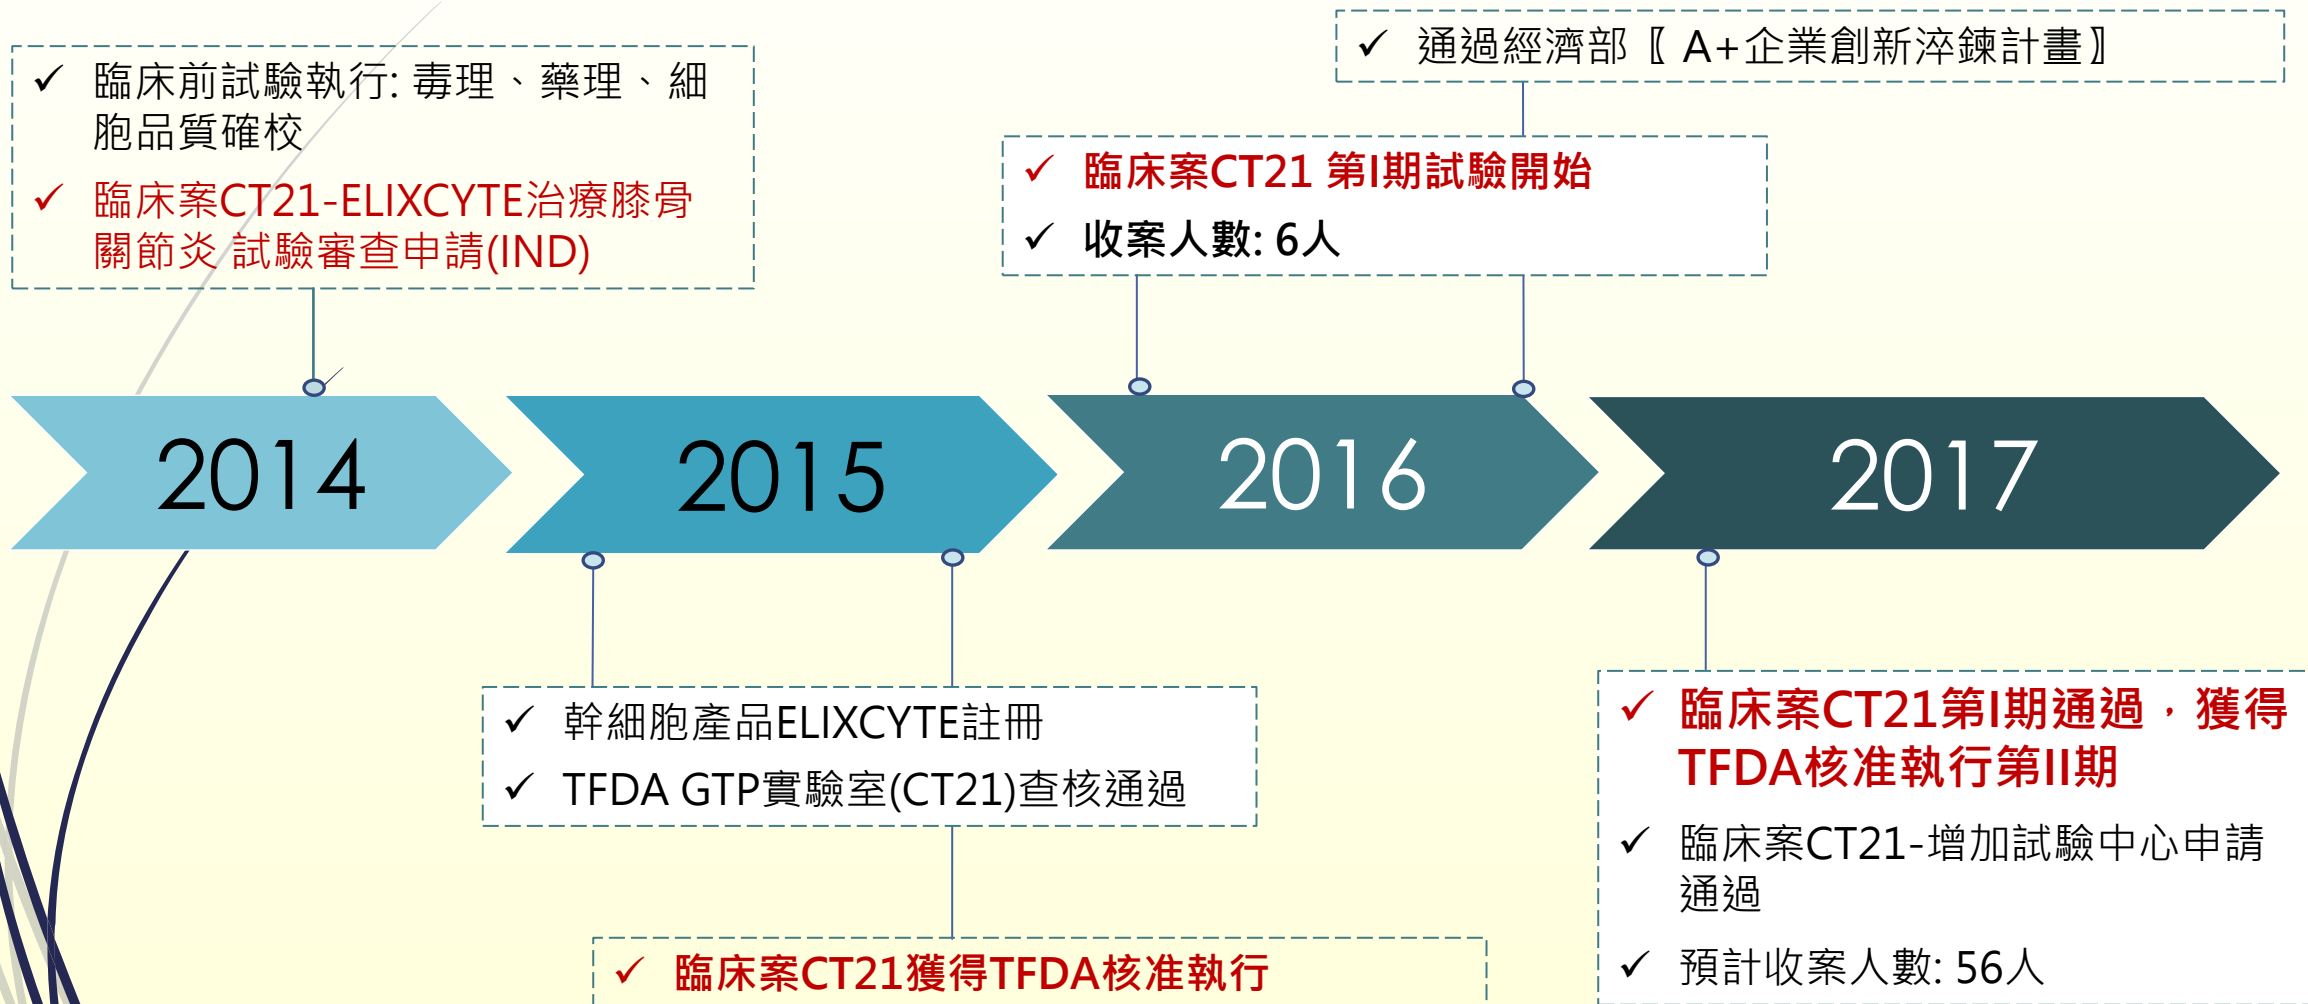 ✓ 臨床前試驗執行: 毒理、藥理、細
胞品質確校
✓ 臨床案CT21-ELIXCYTE治療膝骨
關節炎 試驗審查申請(IND)
✓ 通過經濟部〖 A+企業創新淬鍊計畫〗
✓ 臨床案CT21 第I期試驗開始
✓ 收案人數: 6人
2014
2015
2016
2017
✓ 幹細胞產品ELIXCYTE註冊
✓ TFDA GTP實驗室(CT21)查核通過
✓ 臨床案CT21獲得TFDA核准執行
✓ 臨床案CT21第I期通過，獲得
TFDA核准執行第II期
✓ 臨床案CT21-增加試驗中心申請
通過
✓ 預計收案人數: 56人